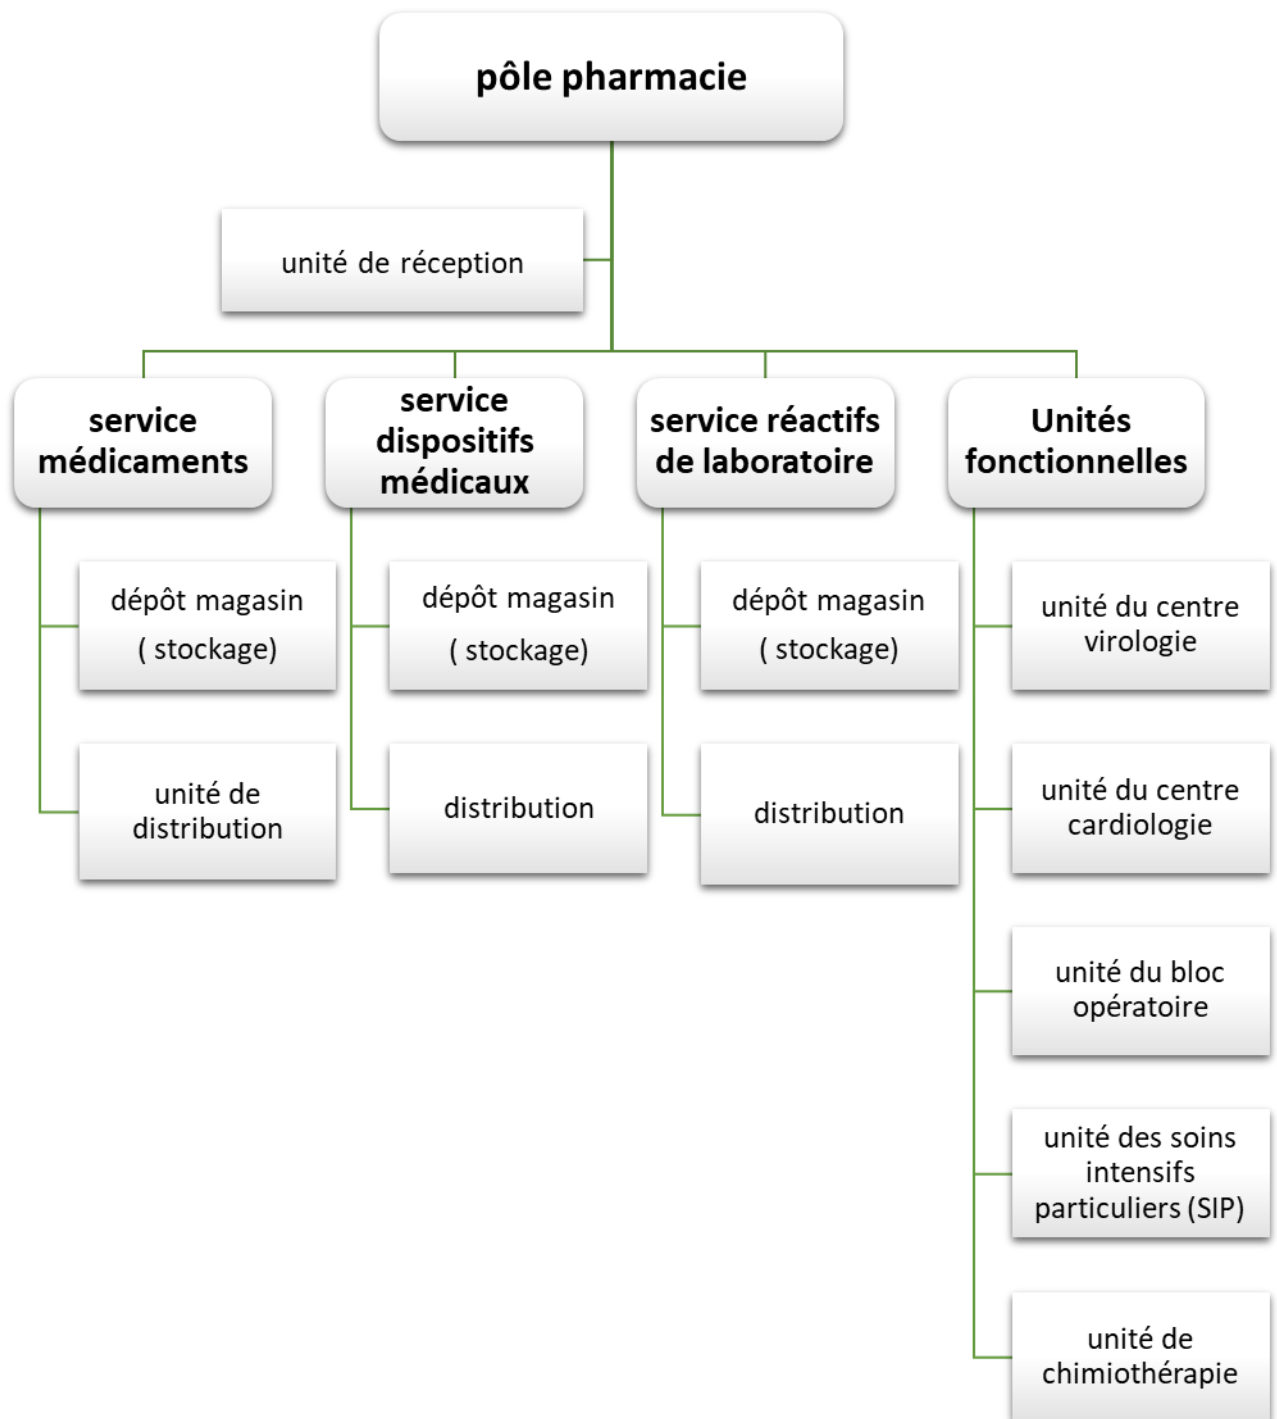 pôle pharmacie
unité de réception
service
médicaments
service
dispositifs
médicaux
service réactifs
de laboratoire
Unités
fonctionnelles
dépôt magasin
( stockage)
dépôt magasin
( stockage)
dépôt magasin
( stockage)
unité du centre
virologie
unité de
distribution
distribution
distribution
unité du centre
cardiologie
unité du bloc
opératoire
unité des soins
intensifs
particuliers (SIP)
unité de
chimiothérapie